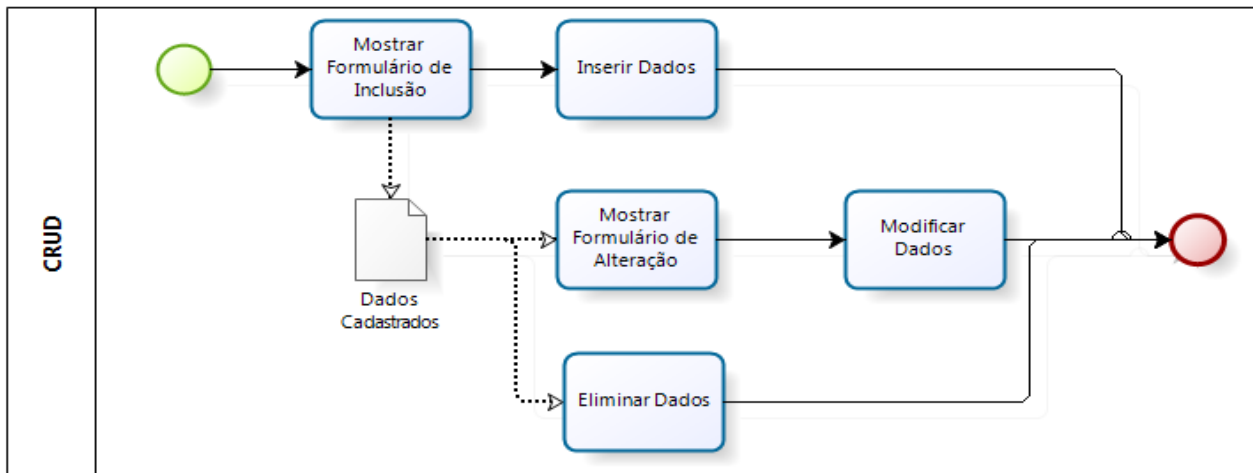 CRUD
Mostrar
Formulário de
Inclusão
Inserir Dados
Dados
Cadastrados
Mostrar
Formulário de
Alteração
Modificar
Dados
Eliminar Dados